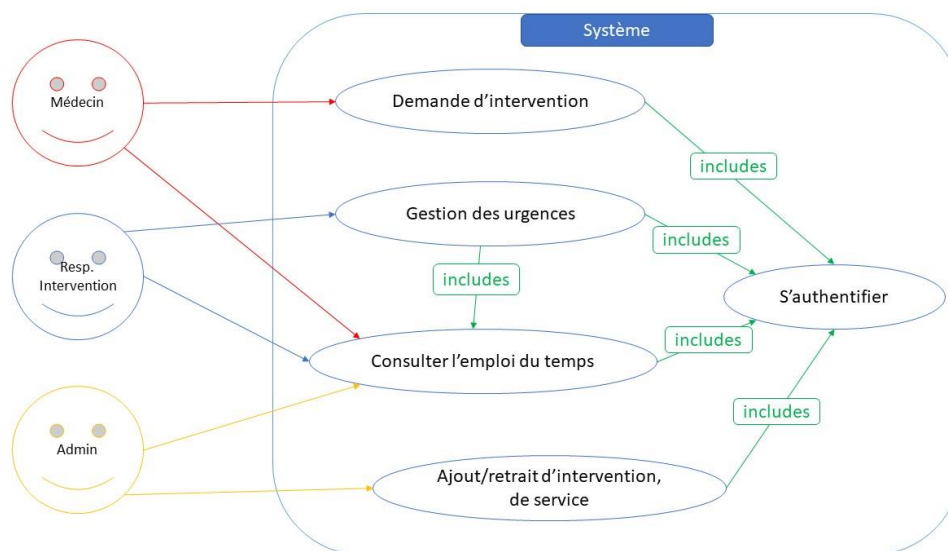 Système
Médecin
Demande d'intervention
includes
Gestion des urgences
includes
Resp.
Intervention
includes
S'authentifier
includes
Consulter l'emploi du temps
includes
Admin
Ajout/retrait d'intervention,
de service